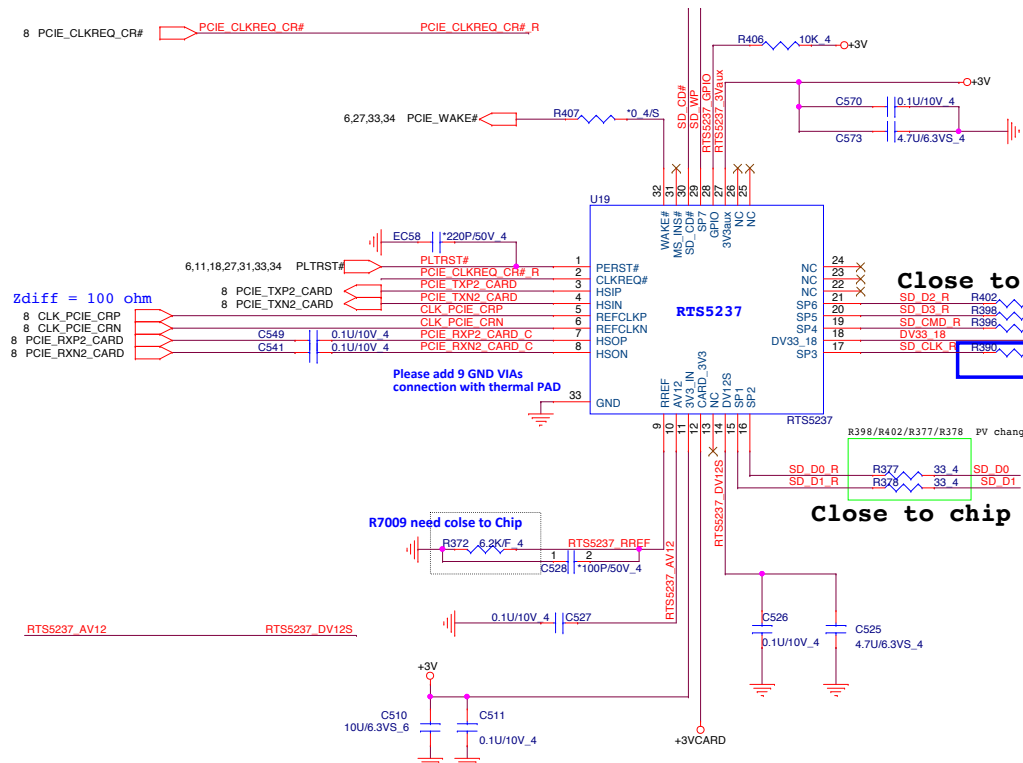 8 PCIE_CLKREQ_CR# PCIE_CLKREQ_CR# PCIE_CLKREQ_CR#_R
R406 10K_4 +3V
SD_CD#
SD_WP
RTS5237_GPIO
RTS5237_3Vaux
+3V
C570 0.1U/10V_4
C573 4.7U/6.3VS_4
6,27,33,34 PCIE_WAKE# R407 *0_4/S
32 31 30 29 28 27 26 25
U19
WAKE#
MS_INS#
SD_CD#
SP7
GPIO
3V3aux
NC
NC
EC58 *220P/50V_4
6,11,18,27,31,33,34 PLTRST# PLTRST# 1 PERST#
PCIE_CLKREQ_CR#_R 2 CLKREQ#
8 PCIE_TXP2_CARD PCIE_TXP2_CARD 3 HSIP
8 PCIE_TXN2_CARD PCIE_TXN2_CARD 4 HSIN
Zdiff = 100 ohm
8 CLK_PCIE_CRP CLK_PCIE_CRP 5 REFCLKP
8 CLK_PCIE_CRN CLK_PCIE_CRN 6 REFCLKN
8 PCIE_RXP2_CARD C549 0.1U/10V_4 PCIE_RXP2_CARD_C 7 HSOP
8 PCIE_RXN2_CARD C541 0.1U/10V_4 PCIE_RXN2_CARD_C 8 HSON
RTS5237
NC 24
NC 23
NC 22
Close to
SP6 21 SD_D2_R R402
SP5 20 SD_D3_R R398
SP4 19 SD_CMD_R R396
DV33_18 18 DV33_18
SP3 17 SD_CLK_R R390
Please add 9 GND VIAs
connection with thermal PAD
33 GND
RREF
AV12
3V3_IN
CARD_3V3
NC
DV12S
SP1
SP2
RTS5237
9 10 11 12 13 14 15 16
R398/R402/R377/R378 PV chang
SD_D0_R R377 33_4 SD_D0
SD_D1_R R378 33_4 SD_D1
Close to chip
RTS5237_DV12S
R7009 need colse to Chip
R372 6.2K/F_4 RTS5237_RREF
1 2
C528 *100P/50V_4
RTS5237_AV12
0.1U/10V_4 C527
RTS5237_AV12 RTS5237_DV12S
C526
0.1U/10V_4
C525
4.7U/6.3VS_4
+3V
C510
10U/6.3VS_6
C511
0.1U/10V_4
+3VCARD